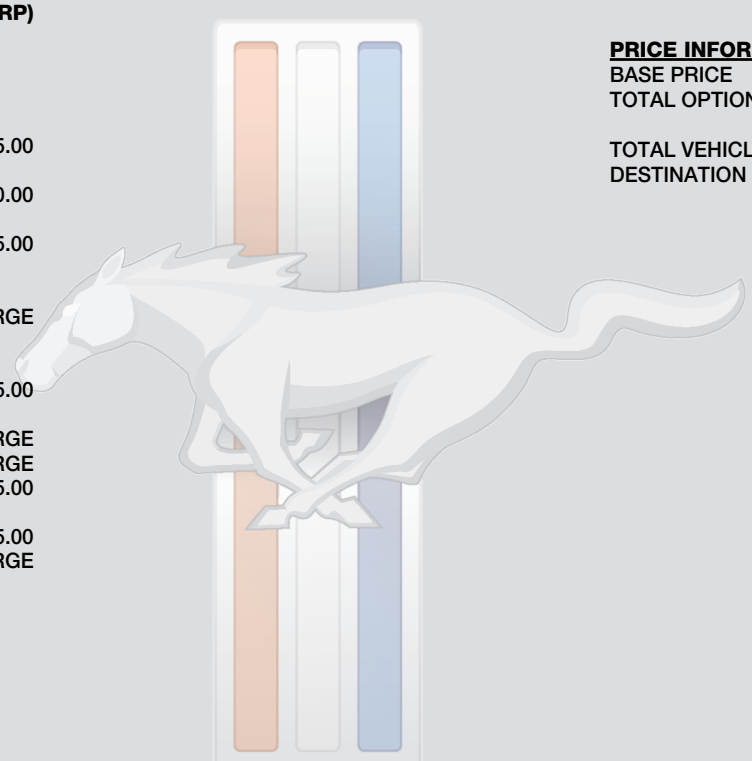 RP)
PRICE INFOR
BASE PRICE
TOTAL OPTION
5.00
TOTAL VEHICL
DESTINATION
0.00
5.00
RGE
5.00
RGE
RGE
5.00
5.00
RGE